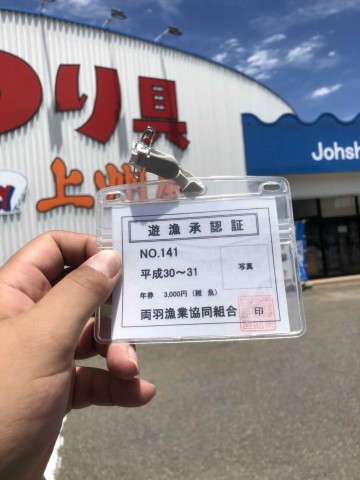 つり具
上州
Johsh
遊漁承認証
NO.141
平成30～31
写真
年券 3,000円（雑魚）
両羽漁業協同組合
印